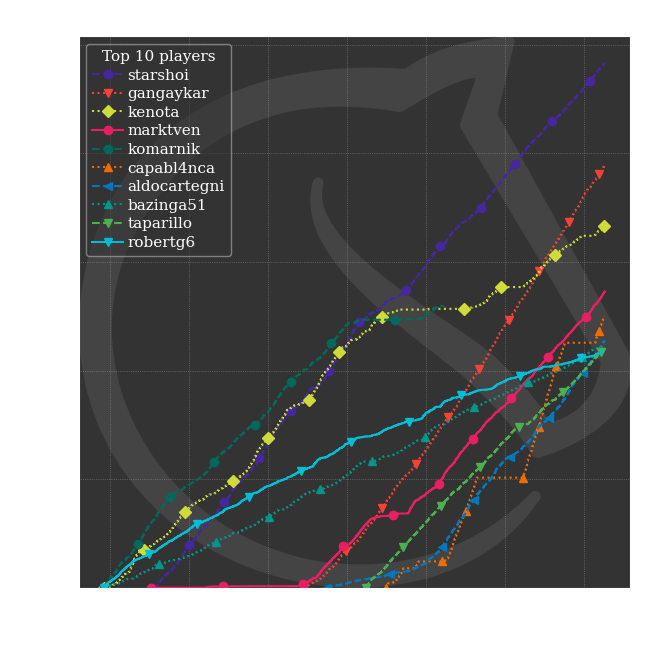 Top 10 players
starshoi
gangaykar
kenota
marktven
komarnik
capabl4nca
aldocartegni
bazinga51
taparillo
robertg6